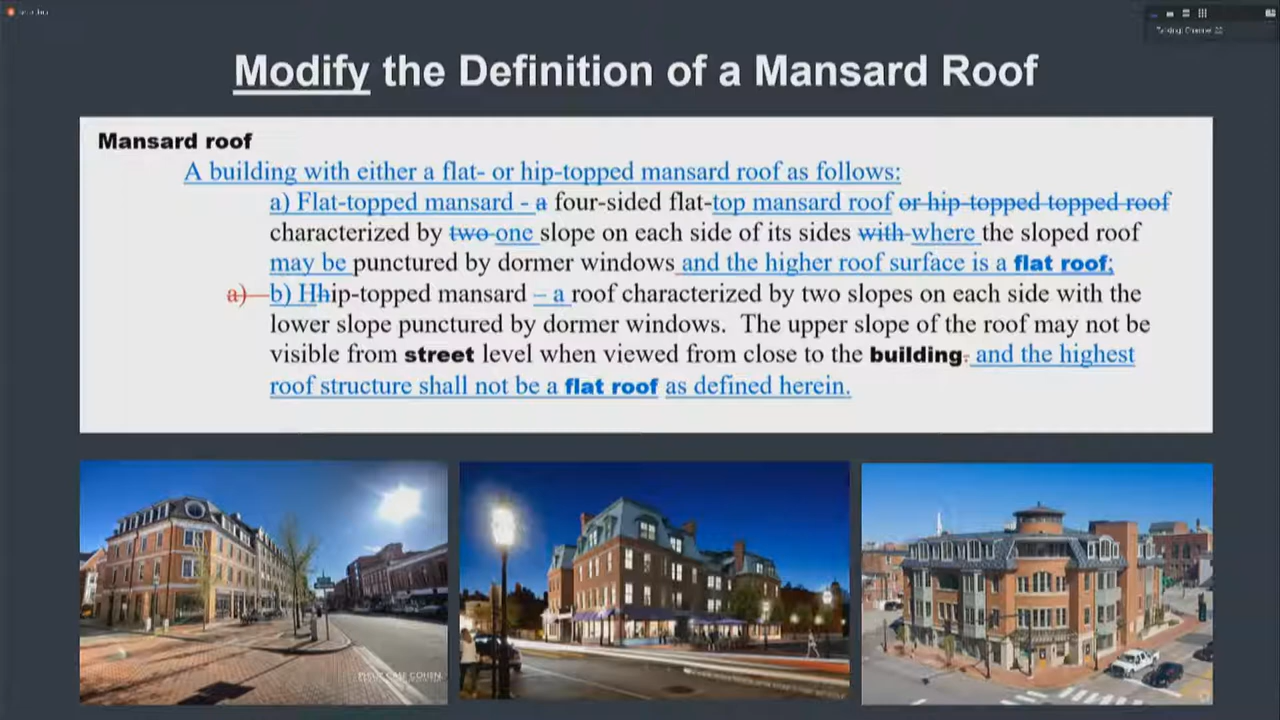 Modify the Definition of a Mansard Roof
Mansard roof
A building with either a flat- or hip-topped mansard roof as follows:
a) Flat-topped mansard - a four-sided flat-top mansard roof or hip-topped topped roof
characterized by two one slope on each side of its sides with where the sloped roof
may be punctured by dormer windows and the higher roof surface is a flat roof;
a) b) Hhip-topped mansard – a roof characterized by two slopes on each side with the
lower slope punctured by dormer windows. The upper slope of the roof may not be
visible from street level when viewed from close to the building. and the highest
roof structure shall not be a flat roof as defined herein.